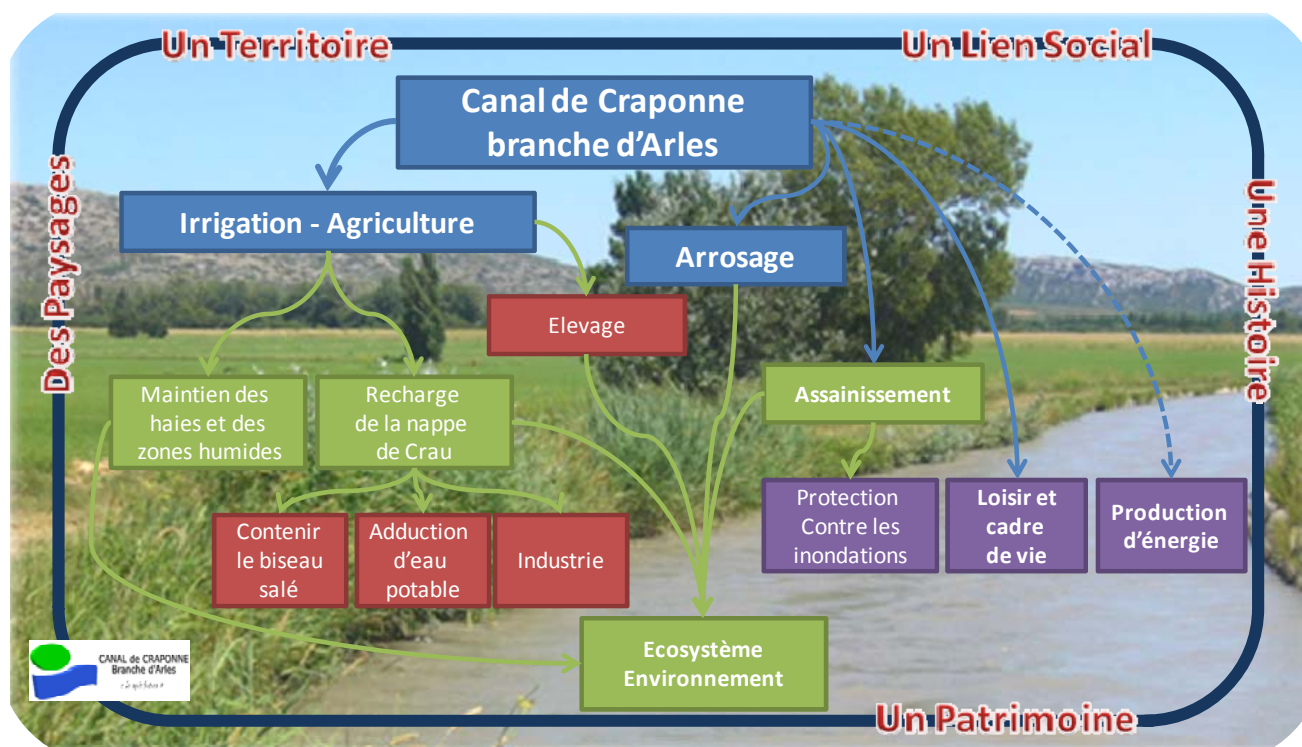 Un Territoire
Un Lien Social
Canal de Craponne
branche d'Arles
Des Paysages
Une Histoire
Irrigation - Agriculture
Arrosage
Elevage
Maintien des
haies et des
zones humides
Recharge
de la nappe
de Crau
Assainissement
Contenir
le biseau
salé
Adduction
d'eau
potable
Industrie
Protection
Contre les
inondations
Loisir et
cadre
de vie
Production
d'énergie
Ecosystème
Environnement
CANAL de CRAPONNE
Branche d'Arles
Un Patrimoine